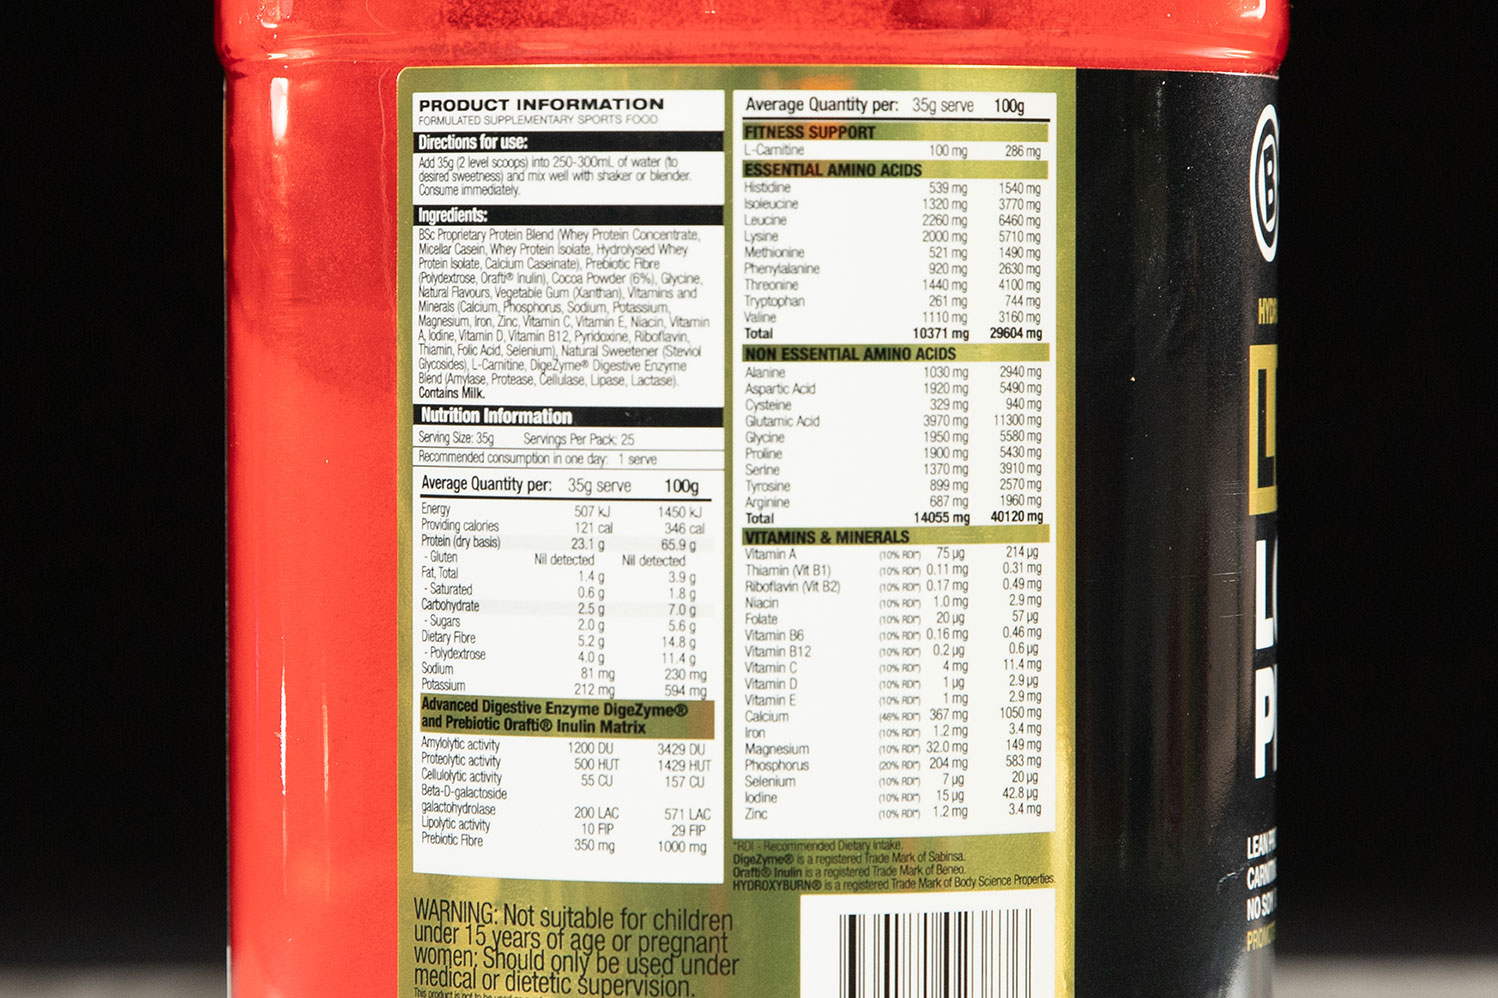 PRODUCT INFORMATION
FORMULATED SUPPLEMENTARY SPORTS FOOD
Directions for use:
Add 35g (2 level scoops) into 250-300mL of water (to
desired sweetness) and mix well with shaker or blender.
Consume immediately.
Ingredients:
BSc Proprietary Protein Blend (Whey Protein Concentrate,
Micellar Casein, Whey Protein Isolate, Hydrolysed Whey
Protein Isolate, Calcium Caseinate), Prebiotic Fibre
(Polydextrose, Orafti® Inulin), Cocoa Powder (6%), Glycine,
Natural Flavours, Vegetable Gum (Xanthan), Vitamins and
Minerals (Calcium, Phosphorus, Sodium, Potassium,
Magnesium, Iron, Zinc, Vitamin C, Vitamin E, Niacin, Vitamin
A, Iodine, Vitamin D, Vitamin B12, Pyridoxine, Riboflavin,
Thiamin, Folic Acid, Selenium), Natural Sweetener (Steviol
Glycosides), L-Carnitine, DigeZyme® Digestive Enzyme
Blend (Amylase, Protease, Cellulase, Lipase, Lactase).
Contains Milk.
Nutrition Information
Serving Size: 35g Servings Per Pack: 25
Recommended consumption in one day: 1 serve
Average Quantity per: 35g serve 100g
Energy 507 kJ 1450 kJ
Providing calories 121 cal 346 cal
Protein (dry basis) 23.1 g 65.9 g
- Gluten Nil detected Nil detected
Fat, Total 1.4 g 3.9 g
- Saturated 0.6 g 1.8 g
Carbohydrate 2.5 g 7.0 g
- Sugars 2.0 g 5.6 g
Dietary Fibre 5.2 g 14.8 g
- Polydextrose 4.0 g 11.4 g
Sodium 81 mg 230 mg
Potassium 212 mg 594 mg
Advanced Digestive Enzyme DigeZyme®
and Prebiotic Orafti® Inulin Matrix
Amylolytic activity 1200 DU 3429 DU
Proteolytic activity 500 HUT 1429 HUT
Cellulolytic activity 55 CU 157 CU
Beta-D-galactoside
galactohydrolase 200 LAC 571 LAC
Lipolytic activity 10 FIP 29 FIP
Prebiotic Fibre 350 mg 1000 mg
WARNING: Not suitable for children
under 15 years of age or pregnant
women: Should only be used under
medical or dietetic supervision.
Average Quantity per: 35g serve 100g
FITNESS SUPPORT
L-Carnitine 100 mg 286 mg
ESSENTIAL AMINO ACIDS
Histidine 539 mg 1540 mg
Isoleucine 1320 mg 3770 mg
Leucine 2260 mg 6460 mg
Lysine 2000 mg 5710 mg
Methionine 521 mg 1490 mg
Phenylalanine 920 mg 2630 mg
Threonine 1440 mg 4100 mg
Tryptophan 261 mg 744 mg
Valine 1110 mg 3160 mg
Total 10371 mg 29604 mg
NON ESSENTIAL AMINO ACIDS
Alanine 1030 mg 2940 mg
Aspartic Acid 1920 mg 5490 mg
Cysteine 329 mg 940 mg
Glutamic Acid 3970 mg 11300 mg
Glycine 1950 mg 5580 mg
Proline 1900 mg 5430 mg
Serine 1370 mg 3910 mg
Tyrosine 899 mg 2570 mg
Arginine 687 mg 1960 mg
Total 14055 mg 40120 mg
VITAMINS & MINERALS
Vitamin A (10% RDI*) 75 µg 214 µg
Thiamin (Vit B1) (10% RDI*) 0.11 mg 0.31 mg
Riboflavin (Vit B2) (10% RDI*) 0.17 mg 0.49 mg
Niacin (10% RDI*) 1.0 mg 2.9 mg
Folate (10% RDI*) 20 µg 57 µg
Vitamin B6 (10% RDI*) 0.16 mg 0.46 mg
Vitamin B12 (10% RDI*) 0.2 µg 0.6 µg
Vitamin C (10% RDI*) 4 mg 11.4 mg
Vitamin D (10% RDI*) 1 µg 2.9 µg
Vitamin E (10% RDI*) 1 mg 2.9 mg
Calcium (46% RDI*) 367 mg 1050 mg
Iron (10% RDI*) 1.2 mg 3.4 mg
Magnesium (10% RDI*) 32.0 mg 149 mg
Phosphorus (20% RDI*) 204 mg 583 mg
Selenium (10% RDI*) 7 µg 20 µg
Iodine (10% RDI*) 15 µg 42.8 µg
Zinc (10% RDI*) 1.2 mg 3.4 mg
*RDI - Recommended Dietary Intake.
DigeZyme® is a registered Trade Mark of Sabinsa.
Orafti® Inulin is a registered Trade Mark of Beneo.
HYDROXYBURN® is a registered Trade Mark of Body Science Properties.
B
HYDR
L
P
LEAN PR
CARNIT
NO SOY
PROMOTE